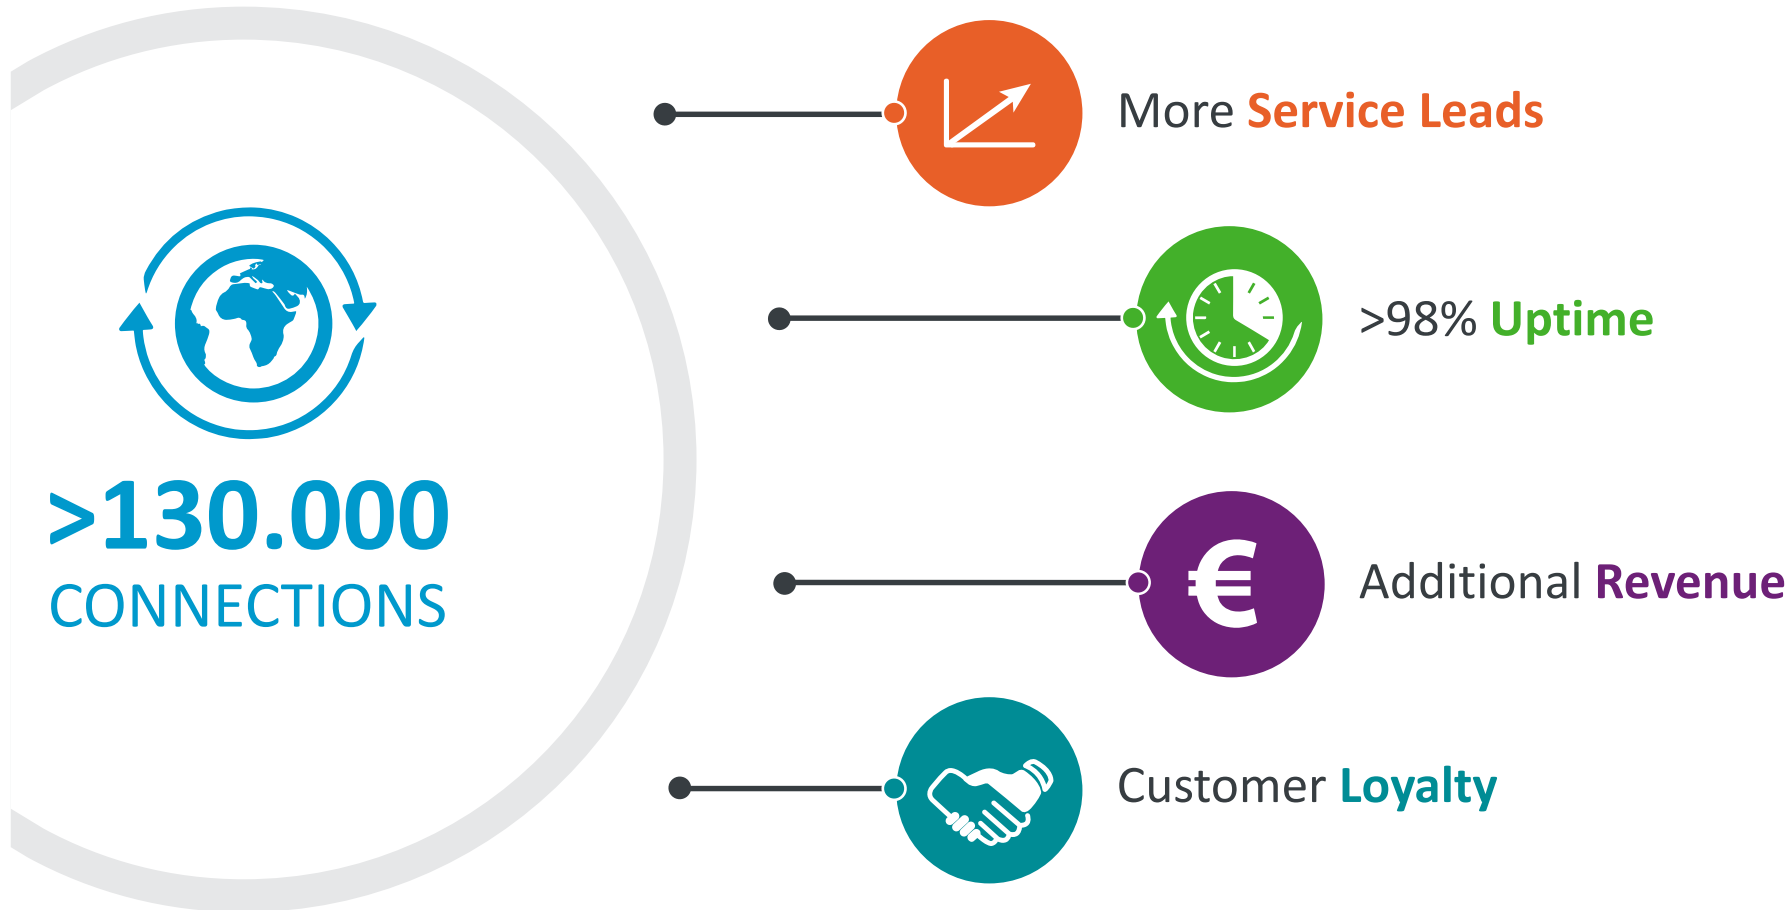 >130.000
CONNECTIONS
More Service Leads
>98% Uptime
€
Additional Revenue
Customer Loyalty